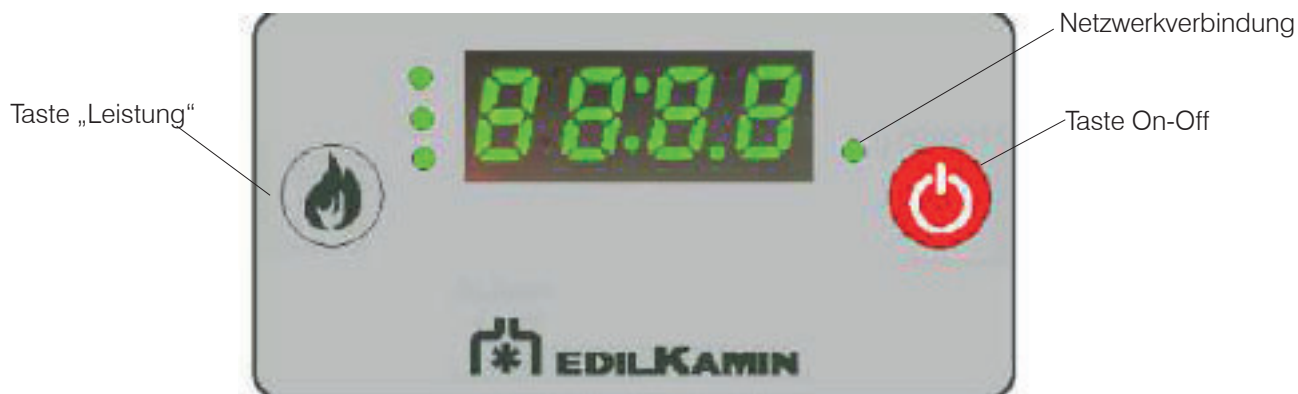 Netzwerkverbindung
Taste „Leistung“
88:8.8
Taste On-Off
EDILKAMIN